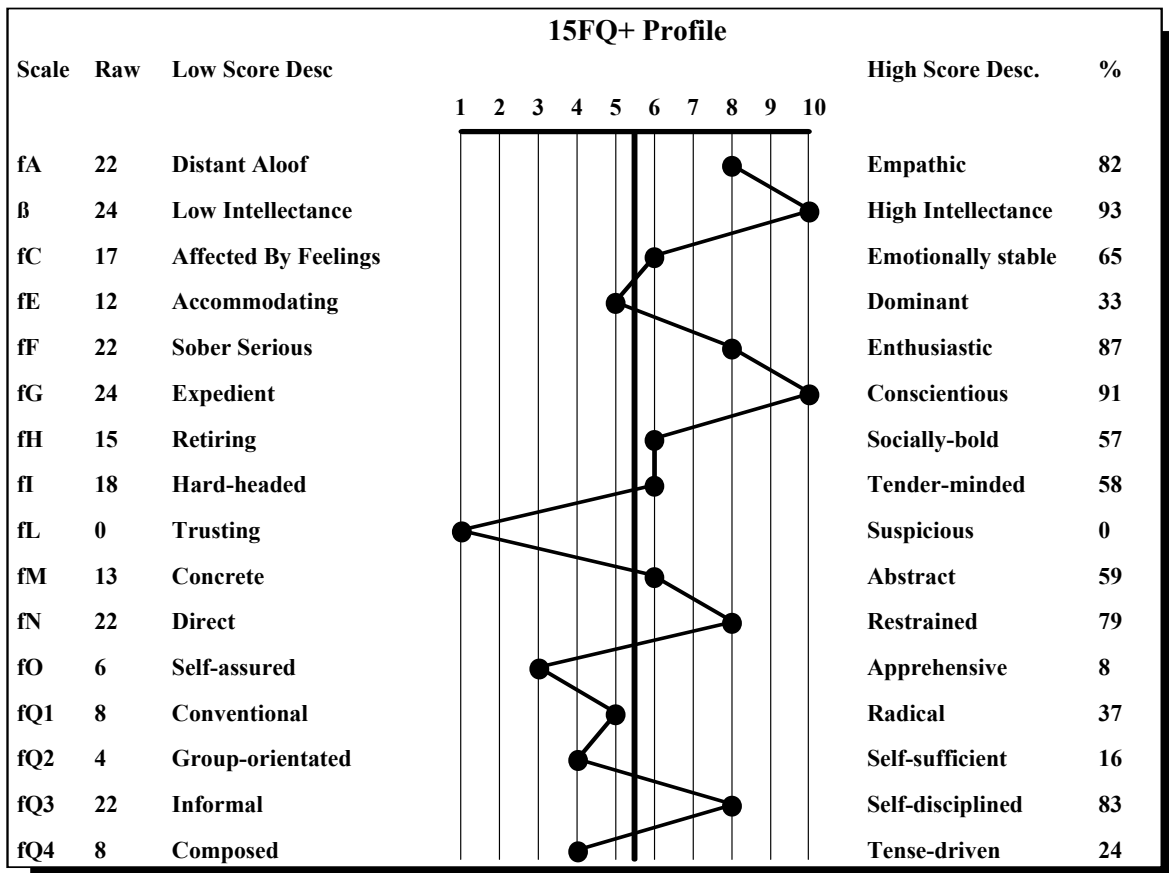 15FQ+ Profile
Scale Raw Low Score Desc High Score Desc. %
1 2 3 4 5 6 7 8 9 10
fA 22 Distant Aloof Empathic 82
ß 24 Low Intellectance High Intellectance 93
fC 17 Affected By Feelings Emotionally stable 65
fE 12 Accommodating Dominant 33
fF 22 Sober Serious Enthusiastic 87
fG 24 Expedient Conscientious 91
fH 15 Retiring Socially-bold 57
fI 18 Hard-headed Tender-minded 58
fL 0 Trusting Suspicious 0
fM 13 Concrete Abstract 59
fN 22 Direct Restrained 79
fO 6 Self-assured Apprehensive 8
fQ1 8 Conventional Radical 37
fQ2 4 Group-orientated Self-sufficient 16
fQ3 22 Informal Self-disciplined 83
fQ4 8 Composed Tense-driven 24